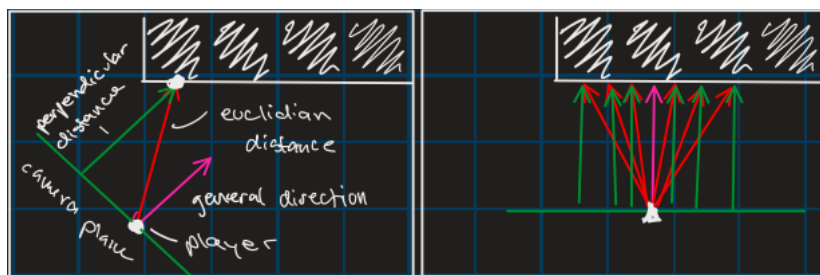 perpendicular
distance
euclidian
distance
general direction
camera plane
player